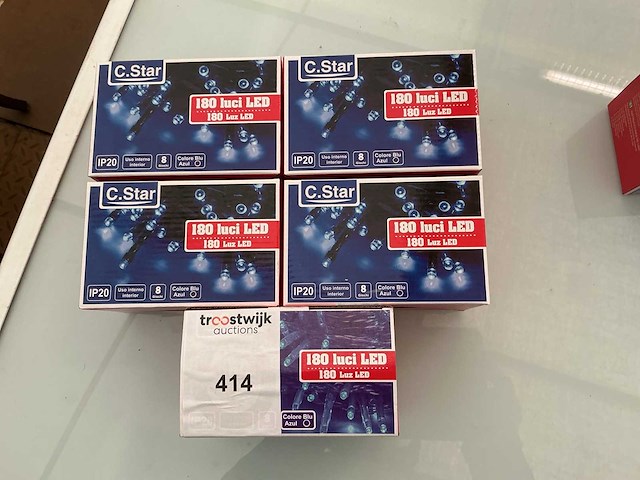 C.Star
180 luci LED
180 Luz LED
IP20
Uso interno
Interior
8
Colore Blu
Azul
C.Star
180 luci LED
180 Luz LED
IP20
Uso interno
Interior
8
Colore Blu
Azul
C.Star
180 luci LED
180 Luz LED
IP20
Uso interno
Interior
8
Colore Blu
Azul
C.Star
180 luci LED
180 Luz LED
IP20
Uso interno
Interior
8
Colore Blu
Azul
troostwijk
auctions
414
180 luci LED
180 Luz LED
Colore Blu
Azul